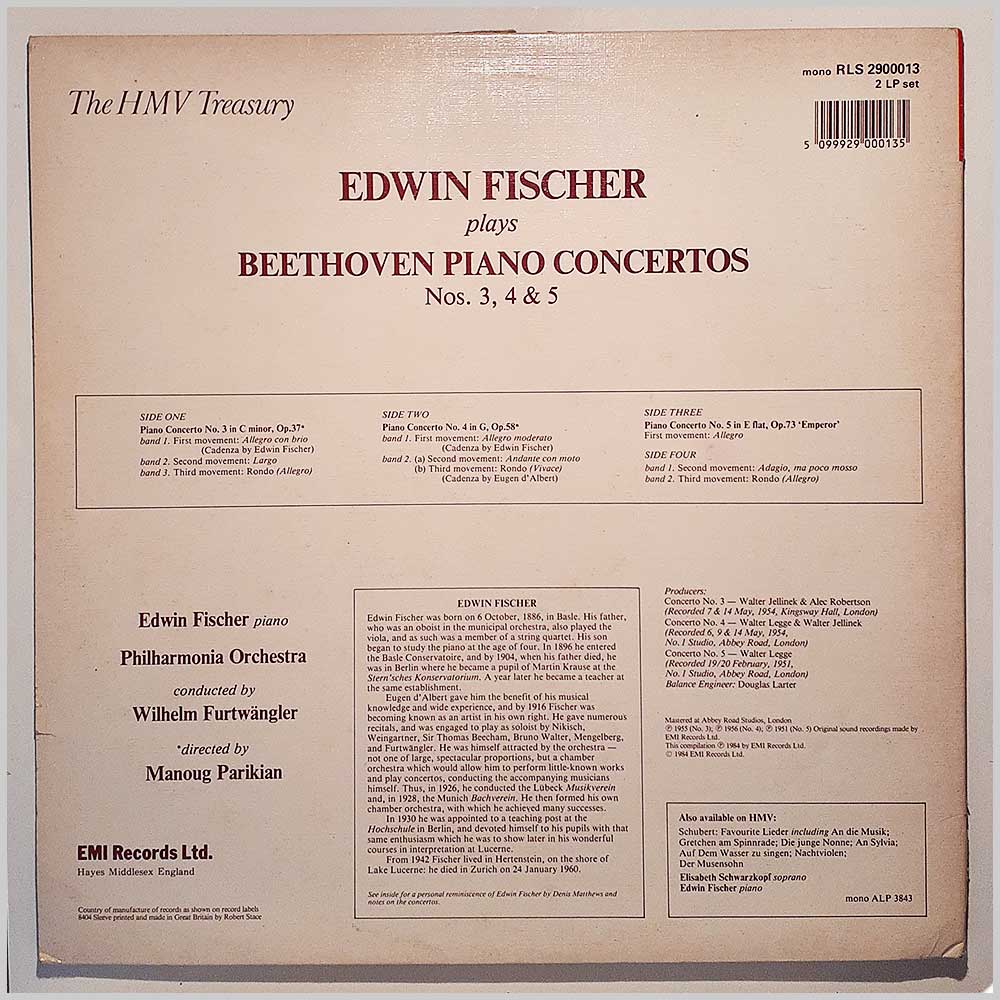 The HMV Treasury
mono RLS 2900013
2 LP set
5 099929 000135
EDWIN FISCHER
plays
BEETHOVEN PIANO CONCERTOS
Nos. 3, 4 & 5
SIDE ONE
Piano Concerto No. 3 in C minor, Op.37*
band 1. First movement: Allegro con brio
(Cadenza by Edwin Fischer)
band 2. Second movement: Largo
band 3. Third movement: Rondo (Allegro)
SIDE TWO
Piano Concerto No. 4 in G, Op.58*
band 1. First movement: Allegro moderato
(Cadenza by Edwin Fischer)
band 2. (a) Second movement: Andante con moto
(b) Third movement: Rondo (Vivace)
(Cadenza by Eugen d'Albert)
SIDE THREE
Piano Concerto No. 5 in E flat, Op.73 'Emperor'
First movement: Allegro
SIDE FOUR
band 1. Second movement: Adagio, ma poco mosso
band 2. Third movement: Rondo (Allegro)
Edwin Fischer piano
Philharmonia Orchestra
conducted by
Wilhelm Furtwängler
*directed by
Manoug Parikian
EMI Records Ltd.
Hayes Middlesex England
Country of manufacture of records as shown on record labels
8404 Sleeve printed and made in Great Britain by Robert Stace
EDWIN FISCHER
Edwin Fischer was born on 6 October, 1886, in Basle. His father,
who was an oboist in the municipal orchestra, also played the
viola, and as such was a member of a string quartet. His son
began to study the piano at the age of four. In 1896 he entered
the Basle Conservatoire, and by 1904, when his father died, he
was in Berlin where he became a pupil of Martin Krause at the
Stern'sches Konservatorium. A year later he became a teacher at
the same establishment.
Eugen d'Albert gave him the benefit of his musical
knowledge and wide experience, and by 1916 Fischer was
becoming known as an artist in his own right. He gave numerous
recitals, and was engaged to play as soloist by Nikisch,
Weingartner, Sir Thomas Beecham, Bruno Walter, Mengelberg,
and Furtwängler. He was himself attracted by the orchestra —
not one of large, spectacular proportions, but a chamber
orchestra which would allow him to perform little-known works
and play concertos, conducting the accompanying musicians
himself. Thus, in 1926, he conducted the Lübeck Musikverein
and, in 1928, the Munich Bachverein. He then formed his own
chamber orchestra, with which he achieved many successes.
In 1930 he was appointed to a teaching post at the
Hochschule in Berlin, and devoted himself to his pupils with that
same enthusiasm which he was to show later in his wonderful
courses in interpretation at Lucerne.
From 1942 Fischer lived in Hertenstein, on the shore of
Lake Lucerne: he died in Zurich on 24 January 1960.
See inside for a personal reminiscence of Edwin Fischer by Denis Matthews and
notes on the concertos.
Producers:
Concerto No. 3 — Walter Jellinek & Alec Robertson
(Recorded 7 & 14 May, 1954, Kingsway Hall, London)
Concerto No. 4 — Walter Legge & Walter Jellinek
(Recorded 6, 9 & 14 May, 1954,
No. 1 Studio, Abbey Road, London)
Concerto No. 5 — Walter Legge
(Recorded 19/20 February, 1951,
No. 1 Studio, Abbey Road, London)
Balance Engineer: Douglas Larter
Mastered at Abbey Road Studios, London
℗ 1955 (No. 3); ℗ 1956 (No. 4); ℗ 1951 (No. 5) Original sound recordings made by
EMI Records Ltd.
This compilation ℗ 1984 by EMI Records Ltd.
© 1984 EMI Records Ltd.
Also available on HMV:
Schubert: Favourite Lieder including An die Musik;
Gretchen am Spinnrade; Die junge Nonne; An Sylvia;
Auf Dem Wasser zu singen; Nachtviolen;
Der Musensohn
Elisabeth Schwarzkopf soprano
Edwin Fischer piano
mono ALP 3843